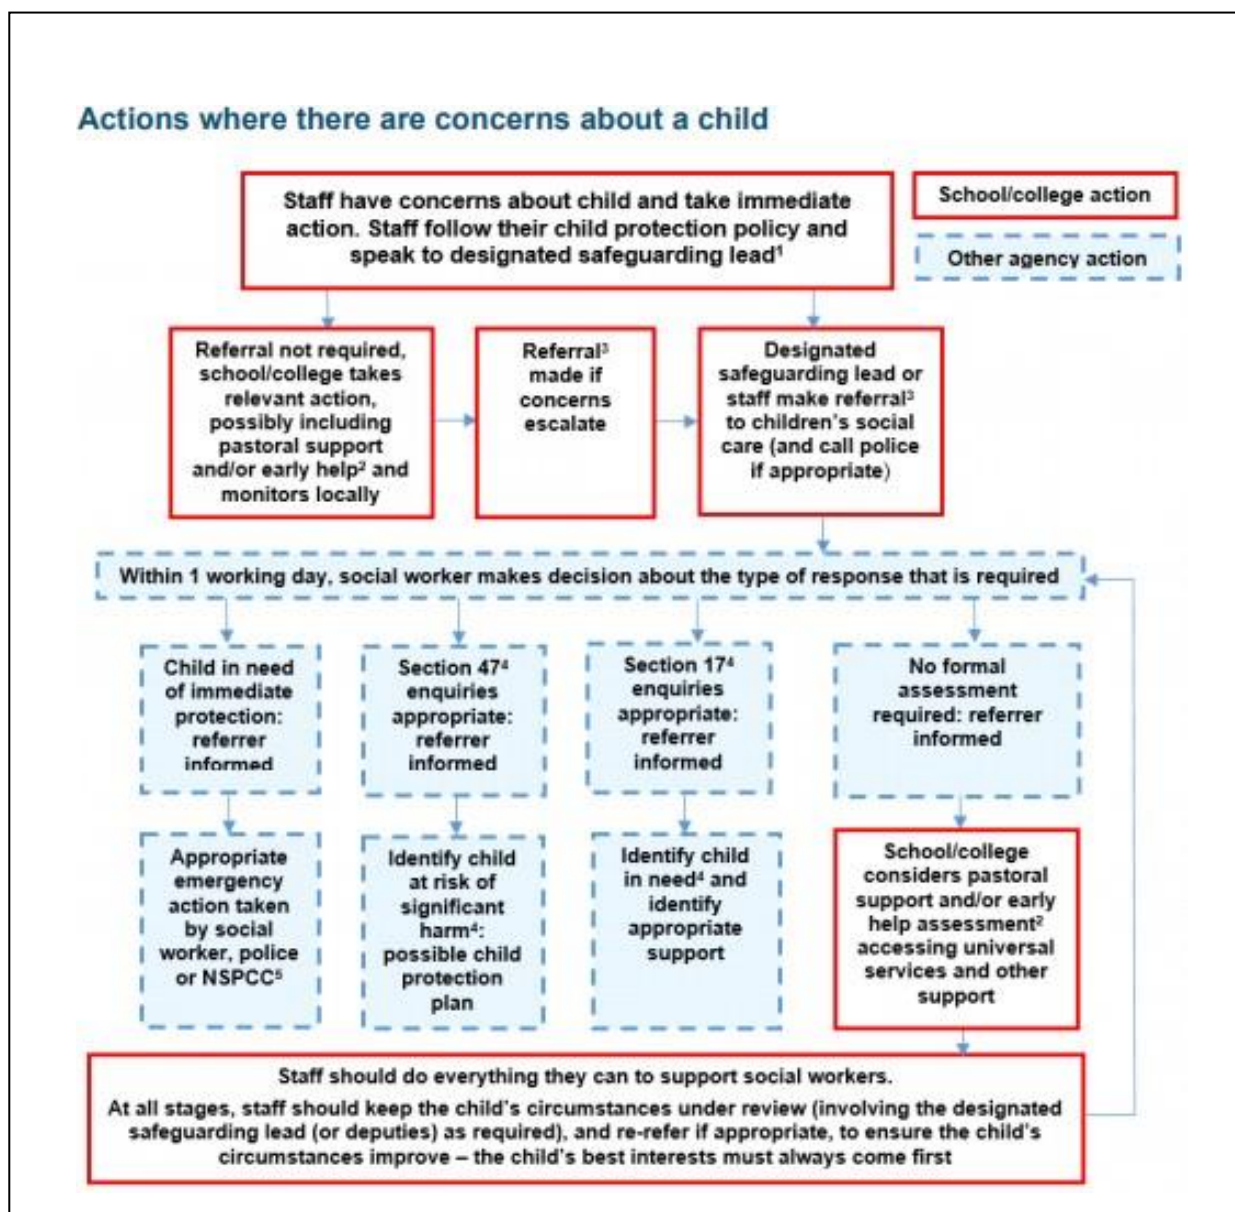 Actions where there are concerns about a child
Staff have concerns about child and take immediate
action. Staff follow their child protection policy and
speak to designated safeguarding lead¹
School/college action
Other agency action
Referral not required,
school/college takes
relevant action,
possibly including
pastoral support
and/or early help² and
monitors locally
Referral³
made if
concerns
escalate
Designated
safeguarding lead or
staff make referral³
to children's social
care (and call police
if appropriate)
Within 1 working day, social worker makes decision about the type of response that is required
Child in need
of immediate
protection:
referrer
informed
Section 47⁴
enquiries
appropriate:
referrer
informed
Section 17⁴
enquiries
appropriate:
referrer
informed
No formal
assessment
required: referrer
informed
Appropriate
emergency
action taken
by social
worker, police
or NSPCC⁵
Identify child
at risk of
significant
harm⁴:
possible child
protection
plan
Identify child
in need⁴ and
identify
appropriate
support
School/college
considers pastoral
support and/or early
help assessment²
accessing universal
services and other
support
Staff should do everything they can to support social workers.
At all stages, staff should keep the child's circumstances under review (involving the designated
safeguarding lead (or deputies) as required), and re-refer if appropriate, to ensure the child's
circumstances improve – the child's best interests must always come first